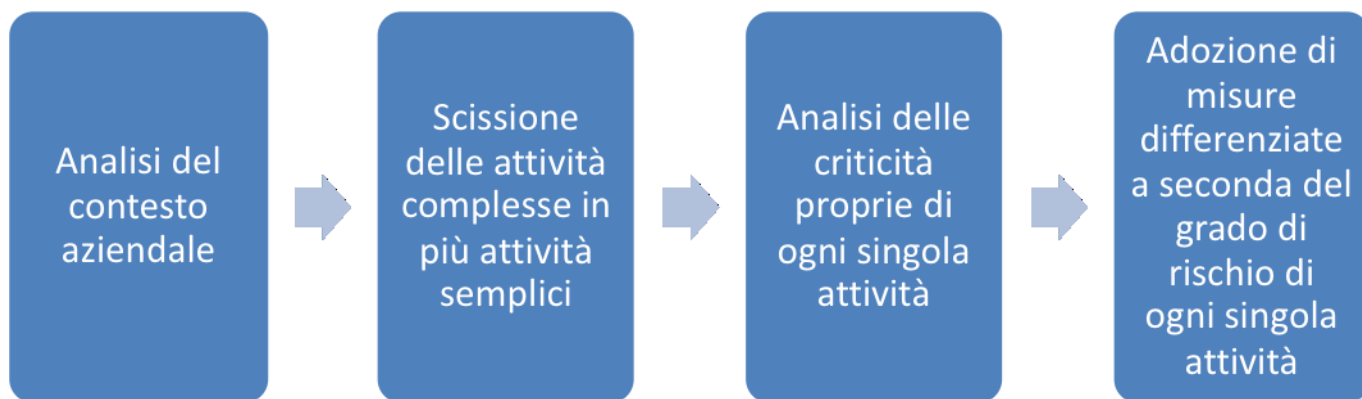 Analisi del
contesto
aziendale
Scissione
delle attività
complesse in
più attività
semplici
Analisi delle
criticità
proprie di
ogni singola
attività
Adozione di
misure
differenziate
a seconda del
grado di
rischio di
ogni singola
attività